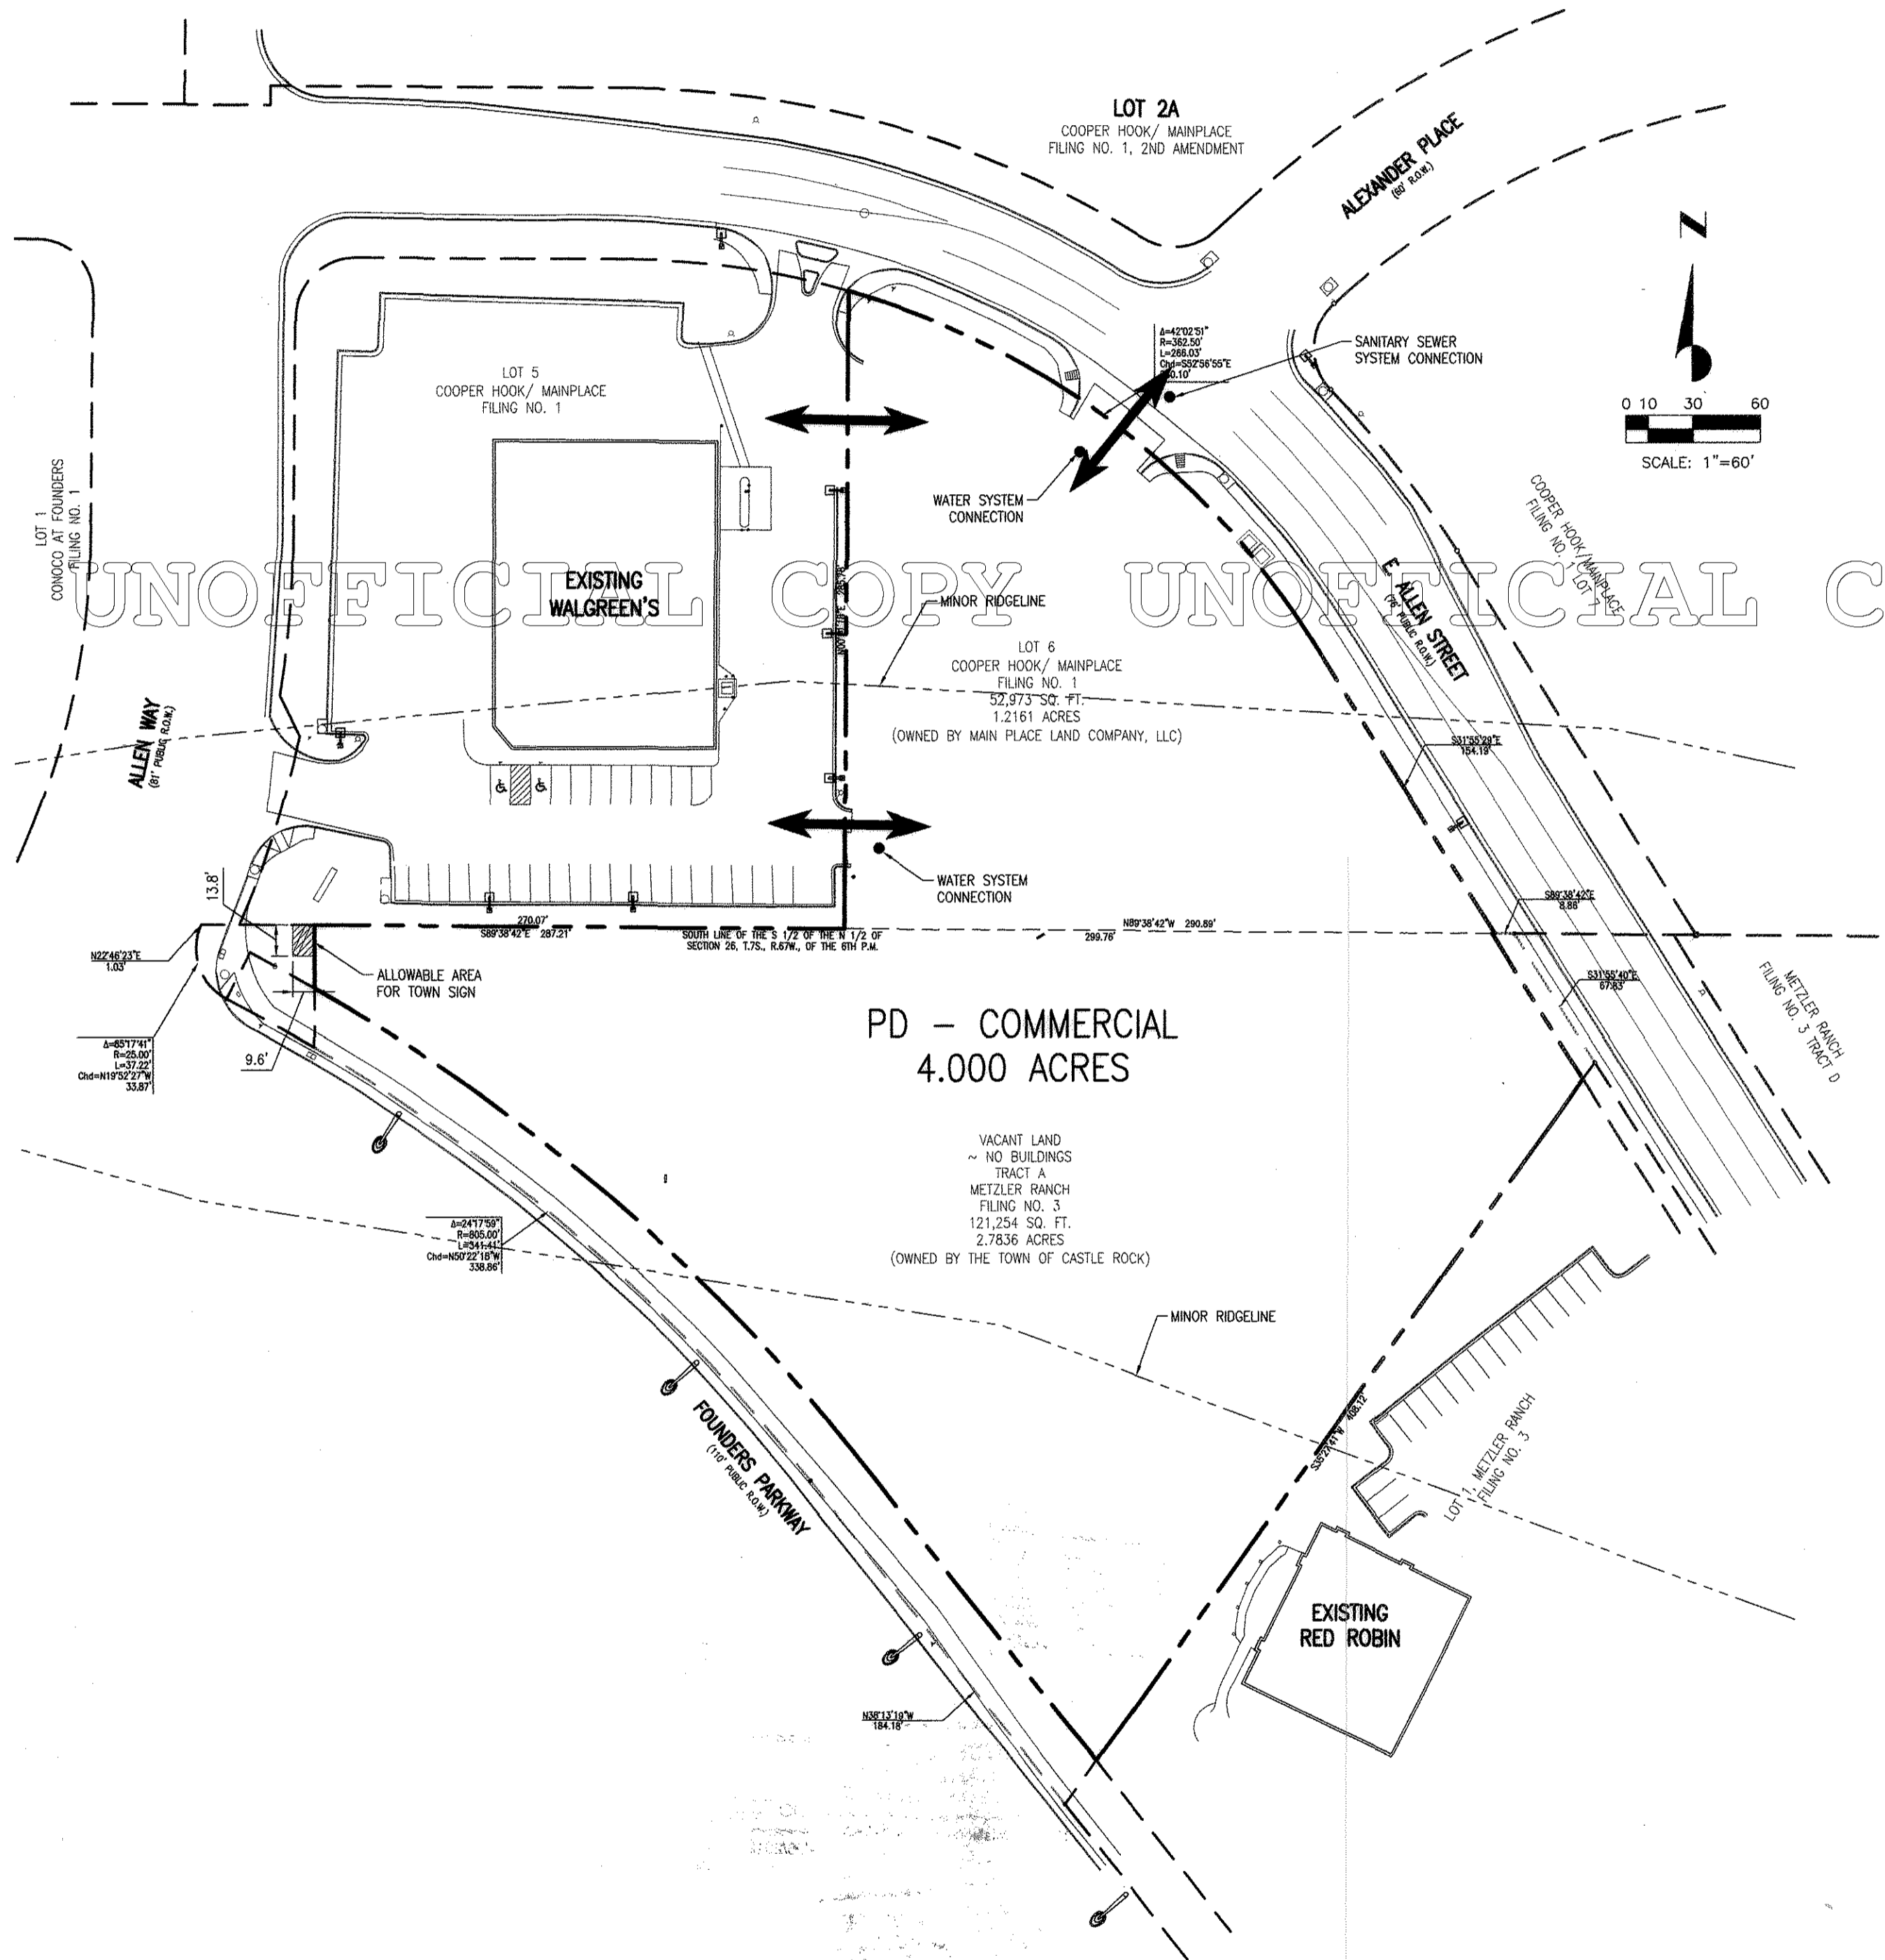 LOT 2A
COOPER HOOK/ MAINPLACE
FILING NO. 1, 2ND AMENDMENT
ALEXANDER PLACE
(60' R.O.W.)
N
0 10 30 60
SCALE: 1"=60'
Δ=42°02'51"
R=362.50'
L=266.03'
Chd=S52°56'55"E
SANITARY SEWER
SYSTEM CONNECTION
LOT 5
COOPER HOOK/ MAINPLACE
FILING NO. 1
LOT 1
CONOCO AT FOUNDERS
FILING NO. 1
WATER SYSTEM
CONNECTION
COOPER HOOK/MAINPLACE
FILING NO. 1 LOT 7
UNOFFICIAL COPY UNOFFICIAL C
EXISTING
WALGREEN'S
MINOR RIDGELINE
E. ALLEN STREET
(76' PUBLIC R.O.W.)
LOT 6
COOPER HOOK/ MAINPLACE
FILING NO. 1
52,973 SQ. FT.
1.2161 ACRES
(OWNED BY MAIN PLACE LAND COMPANY, LLC)
ALLEN WAY
(81' PUBLIC R.O.W.)
S31°55'29"E
154.19'
13.8'
WATER SYSTEM
CONNECTION
S89°38'42"E
8.86'
270.07'
S89°38'42"E 287.21'
SOUTH LINE OF THE S 1/2 OF THE N 1/2 OF
SECTION 26, T.7S., R.67W., OF THE 6TH P.M.
N89°38'42"W 290.89'
299.76'
N22°46'23"E
1.03'
ALLOWABLE AREA
FOR TOWN SIGN
S31°55'40"E
67.83'
METZLER RANCH
FILING NO. 3 TRACT D
PD - COMMERCIAL
4.000 ACRES
Δ=85°17'41"
R=25.00'
L=37.22'
Chd=N19°52'27"W
33.87'
9.6'
VACANT LAND
~ NO BUILDINGS
TRACT A
METZLER RANCH
FILING NO. 3
121,254 SQ. FT.
2.7836 ACRES
(OWNED BY THE TOWN OF CASTLE ROCK)
Δ=24°17'59"
R=805.00'
L=341.41'
Chd=N50°22'18"W
338.86'
MINOR RIDGELINE
S35°27'41"W 408.12'
FOUNDERS PARKWAY
(110' PUBLIC R.O.W.)
LOT 1, METZLER RANCH
FILING NO. 3
EXISTING
RED ROBIN
N38°13'19"W
184.18'